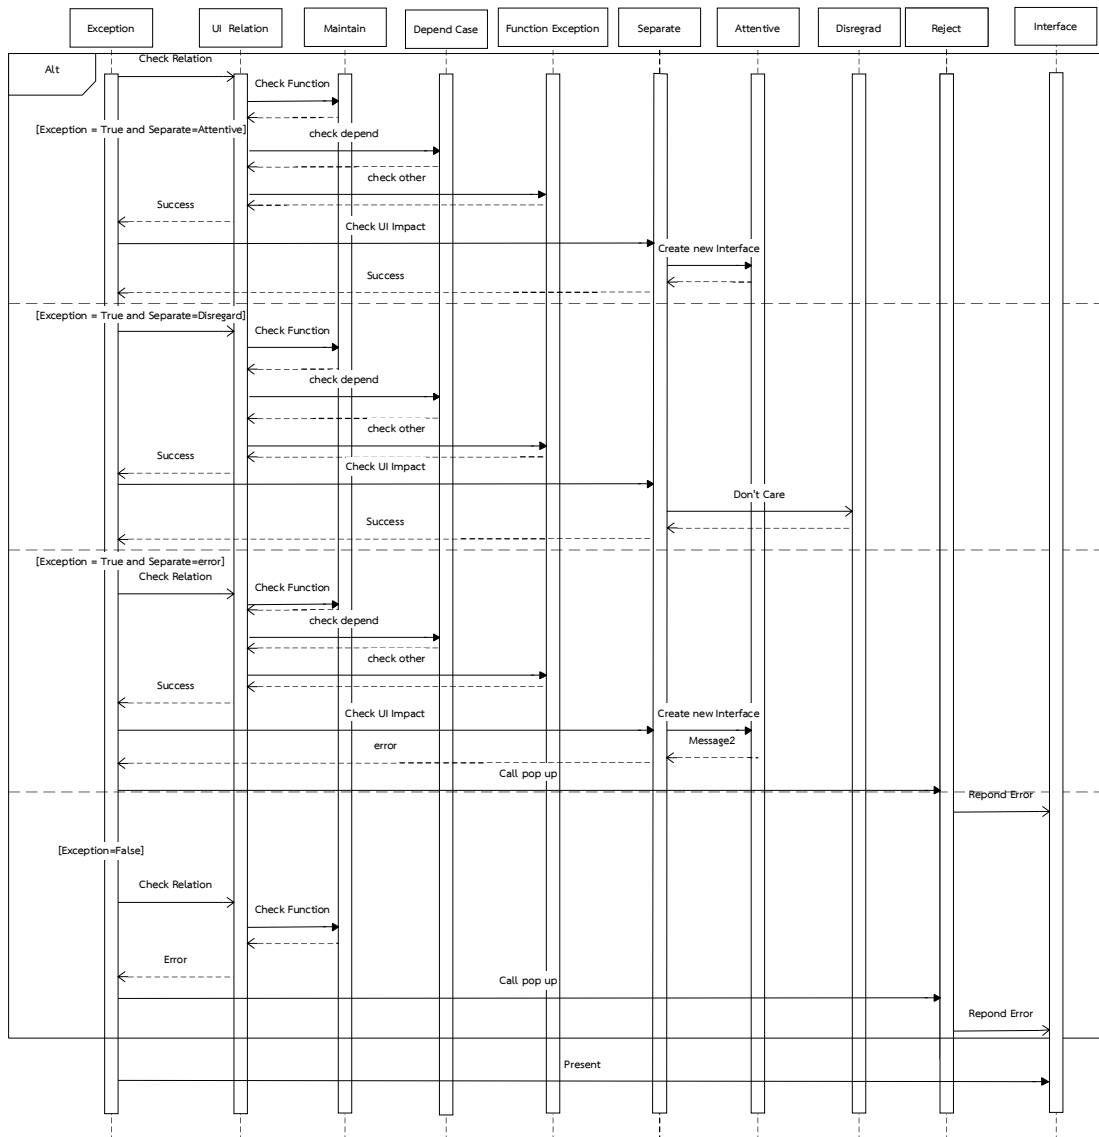 Exception
UI Relation
Maintain
Depend Case
Function Exception
Separate
Attentive
Disregrad
Reject
Interface
Alt
Check Relation
Check Function
[Exception = True and Separate=Attentive]
check depend
check other
Success
Check UI Impact
Create new Interface
Success
[Exception = True and Separate=Disregard]
Check Function
check depend
check other
Success
Check UI Impact
Don't Care
Success
[Exception = True and Separate=error]
Check Relation
Check Function
check depend
check other
Success
Check UI Impact
Create new Interface
Message2
error
Call pop up
Repond Error
[Exception=False]
Check Relation
Check Function
Error
Call pop up
Repond Error
Present